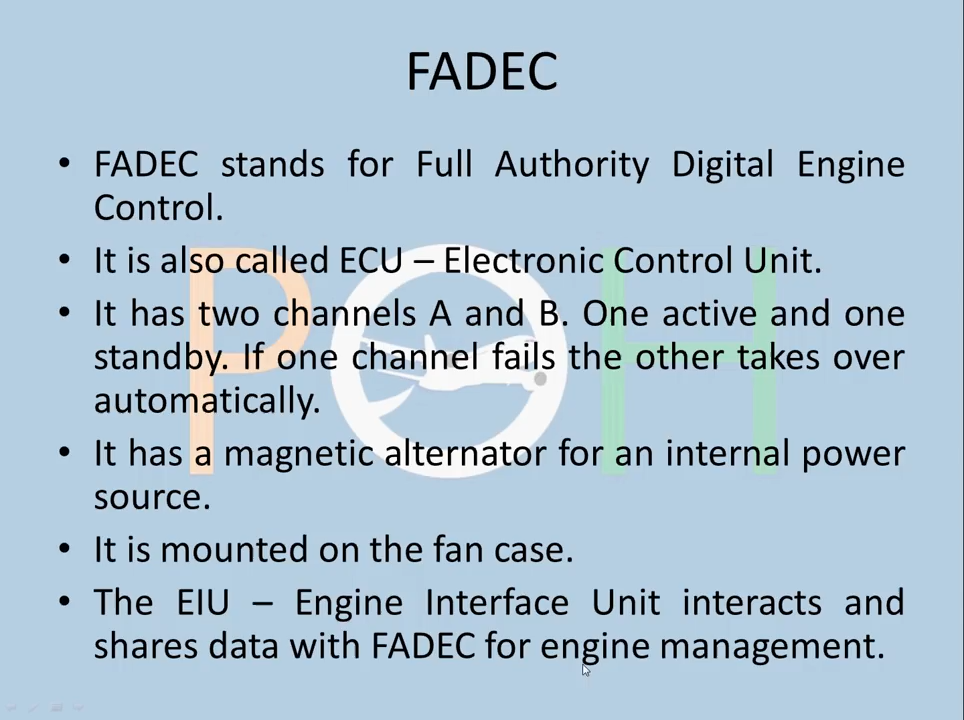 FADEC
• FADEC stands for Full Authority Digital Engine
Control.
• It is also called ECU – Electronic Control Unit.
• It has two channels A and B. One active and one
standby. If one channel fails the other takes over
automatically.
• It has a magnetic alternator for an internal power
source.
• It is mounted on the fan case.
• The EIU – Engine Interface Unit interacts and
shares data with FADEC for engine management.
POH